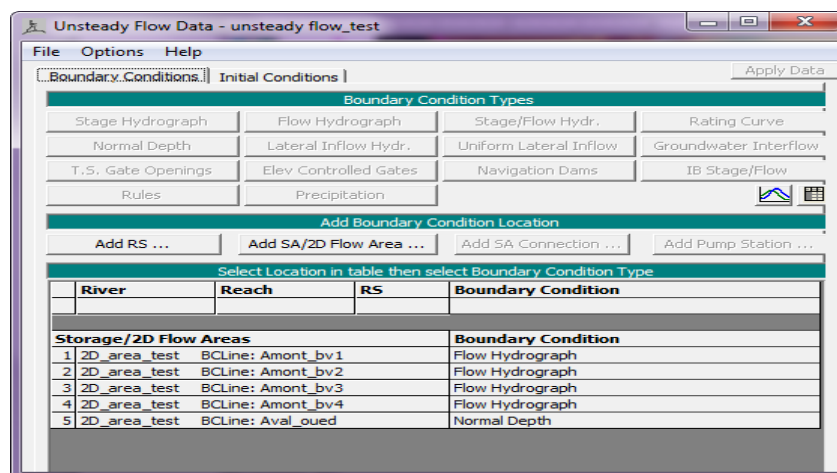 Unsteady Flow Data - unsteady flow_test
File Options Help
Boundary Conditions Initial Conditions Apply Data
Boundary Condition Types
Stage Hydrograph Flow Hydrograph Stage/Flow Hydr. Rating Curve
Normal Depth Lateral Inflow Hydr. Uniform Lateral Inflow Groundwater Interflow
T.S. Gate Openings Elev Controlled Gates Navigation Dams IB Stage/Flow
Rules Precipitation
Add Boundary Condition Location
Add RS ... Add SA/2D Flow Area ... Add SA Connection ... Add Pump Station ...
Select Location in table then select Boundary Condition Type
River Reach RS Boundary Condition
Storage/2D Flow Areas Boundary Condition
1 2D_area_test BCLine: Amont_bv1 Flow Hydrograph
2 2D_area_test BCLine: Amont_bv2 Flow Hydrograph
3 2D_area_test BCLine: Amont_bv3 Flow Hydrograph
4 2D_area_test BCLine: Amont_bv4 Flow Hydrograph
5 2D_area_test BCLine: Aval_oued Normal Depth